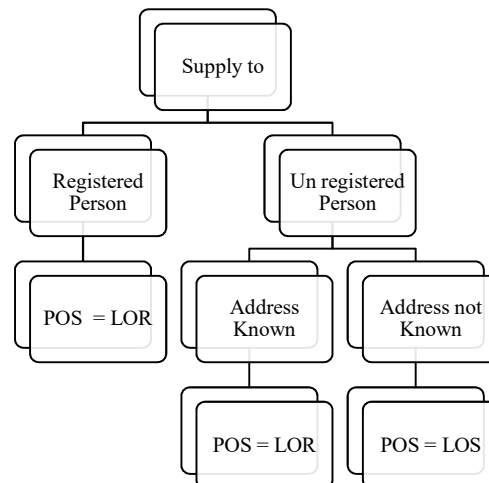 Supply to
Registered
Person
Un registered
Person
POS = LOR
Address
Known
Address not
Known
POS = LOR
POS = LOS